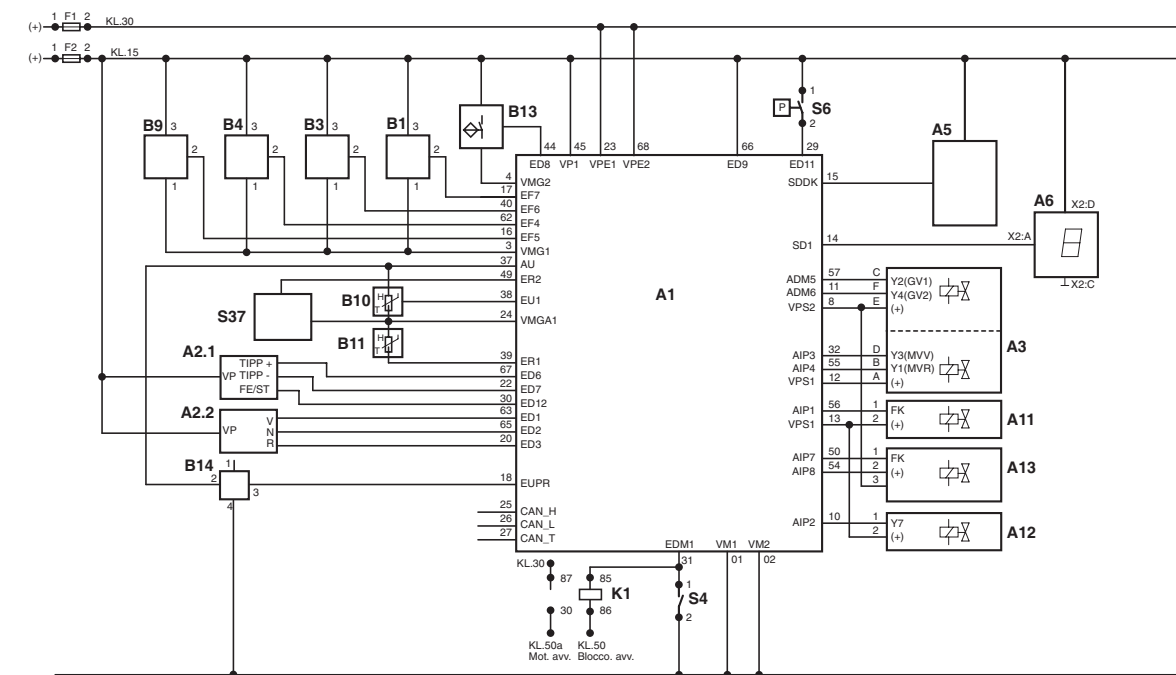 1 F1 2 KL.30
(+)
1 F2 2 KL.15
(+)
B9 3 B4 3 B3 3 B1 3 B13
P 1 S6 2
A5
2 2 2 2
1 1 1 1
44 45 23 68 66 29
ED8 VP1 VPE1 VPE2 ED9 ED11
4 VMG2
17 EF7
40 EF6
62 EF4
16 EF5
3 VMG1
37 AU
49 ER2
38 EU1
24 VMGA1
39 ER1
67 ED6
22 ED7
30 ED12
63 ED1
65 ED2
20 ED3
18 EUPR
25 CAN_H
26 CAN_L
27 CAN_T
S37
B10 H T
B11 H T
A2.1
VP TIPP +
TIPP -
FE/ST
A2.2
VP V
N
R
B14 1
2 3
4
A1
SDDK 15
SD1 14
A6 X2:D
X2:A
X2:C
ADM5 57 C Y2(GV1)
ADM6 11 F Y4(GV2)
VPS2 8 E (+)
A3
AIP3 32 D Y3(MVV)
AIP4 55 B Y1(MVR)
VPS1 12 A (+)
AIP1 56 1 FK
VPS1 13 2 (+)
A11
AIP7 50 1 FK
AIP8 54 2 (+)
3
A13
AIP2 10 1 Y7
2 (+)
A12
EDM1 VM1 VM2
31 01 02
KL.30
87 85 K1
30 86
1 S4 2
KL.50a KL.50
Mot. avv. Blocco. avv.